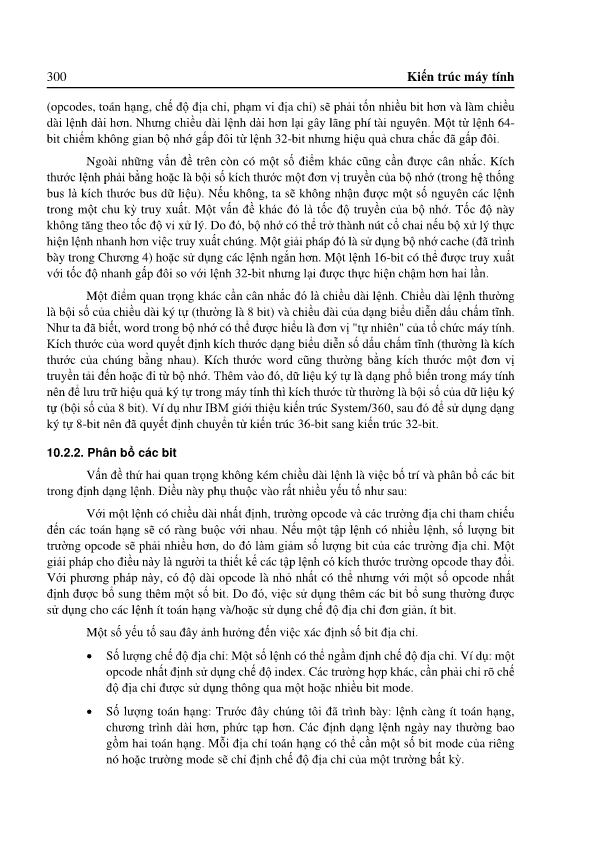 300 Kiến trúc máy tính
(opcodes, toán hạng, chế độ địa chỉ, phạm vi địa chỉ) sẽ phải tốn nhiều bit hơn và làm chiều
dài lệnh dài hơn. Nhưng chiều dài lệnh dài hơn lại gây lãng phí tài nguyên. Một từ lệnh 64-
bit chiếm không gian bộ nhớ gấp đôi từ lệnh 32-bit nhưng hiệu quả chưa chắc đã gấp đôi.
Ngoài những vấn đề trên còn có một số điểm khác cũng cần được cân nhắc. Kích
thước lệnh phải bằng hoặc là bội số kích thước một đơn vị truyền của bộ nhớ (trong hệ thống
bus là kích thước bus dữ liệu). Nếu không, ta sẽ không nhận được một số nguyên các lệnh
trong một chu kỳ truy xuất. Một vấn đề khác đó là tốc độ truyền của bộ nhớ. Tốc độ này
không tăng theo tốc độ vi xử lý. Do đó, bộ nhớ có thể trở thành nút cổ chai nếu bộ xử lý thực
hiện lệnh nhanh hơn việc truy xuất chúng. Một giải pháp đó là sử dụng bộ nhớ cache (đã trình
bày trong Chương 4) hoặc sử dụng các lệnh ngắn hơn. Một lệnh 16-bit có thể được truy xuất
với tốc độ nhanh gấp đôi so với lệnh 32-bit nhưng lại được thực hiện chậm hơn hai lần.
Một điểm quan trọng khác cần cân nhắc đó là chiều dài lệnh. Chiều dài lệnh thường
là bội số của chiều dài ký tự (thường là 8 bit) và chiều dài của dạng biểu diễn dấu chấm tĩnh.
Như ta đã biết, word trong bộ nhớ có thể được hiểu là đơn vị "tự nhiên" của tổ chức máy tính.
Kích thước của word quyết định kích thước dạng biểu diễn số dấu chấm tĩnh (thường là kích
thước của chúng bằng nhau). Kích thước word cũng thường bằng kích thước một đơn vị
truyền tải đến hoặc đi từ bộ nhớ. Thêm vào đó, dữ liệu ký tự là dạng phổ biến trong máy tính
nên để lưu trữ hiệu quả ký tự trong máy tính thì kích thước từ thường là bội số của dữ liệu ký
tự (bội số của 8 bit). Ví dụ như IBM giới thiệu kiến trúc System/360, sau đó để sử dụng dạng
ký tự 8-bit nên đã quyết định chuyển từ kiến trúc 36-bit sang kiến trúc 32-bit.
10.2.2. Phân bổ các bit
Vấn đề thứ hai quan trọng không kém chiều dài lệnh là việc bố trí và phân bổ các bit
trong định dạng lệnh. Điều này phụ thuộc vào rất nhiều yếu tố như sau:
Với một lệnh có chiều dài nhất định, trường opcode và các trường địa chỉ tham chiếu
đến các toán hạng sẽ có ràng buộc với nhau. Nếu một tập lệnh có nhiều lệnh, số lượng bit
trường opcode sẽ phải nhiều hơn, do đó làm giảm số lượng bit của các trường địa chỉ. Một
giải pháp cho điều này là người ta thiết kế các tập lệnh có kích thước trường opcode thay đổi.
Với phương pháp này, có độ dài opcode là nhỏ nhất có thể nhưng với một số opcode nhất
định được bổ sung thêm một số bit. Do đó, việc sử dụng thêm các bit bổ sung thường được
sử dụng cho các lệnh ít toán hạng và/hoặc sử dụng chế độ địa chỉ đơn giản, ít bit.
Một số yếu tố sau đây ảnh hưởng đến việc xác định số bit địa chỉ.
• Số lượng chế độ địa chỉ: Một số lệnh có thể ngầm định chế độ địa chỉ. Ví dụ: một
opcode nhất định sử dụng chế độ index. Các trường hợp khác, cần phải chỉ rõ chế
độ địa chỉ được sử dụng thông qua một hoặc nhiều bit mode.
• Số lượng toán hạng: Trước đây chúng tôi đã trình bày: lệnh càng ít toán hạng,
chương trình dài hơn, phức tạp hơn. Các định dạng lệnh ngày nay thường bao
gồm hai toán hạng. Mỗi địa chỉ toán hạng có thể cần một số bit mode của riêng
nó hoặc trường mode sẽ chỉ định chế độ địa chỉ của một trường bất kỳ.